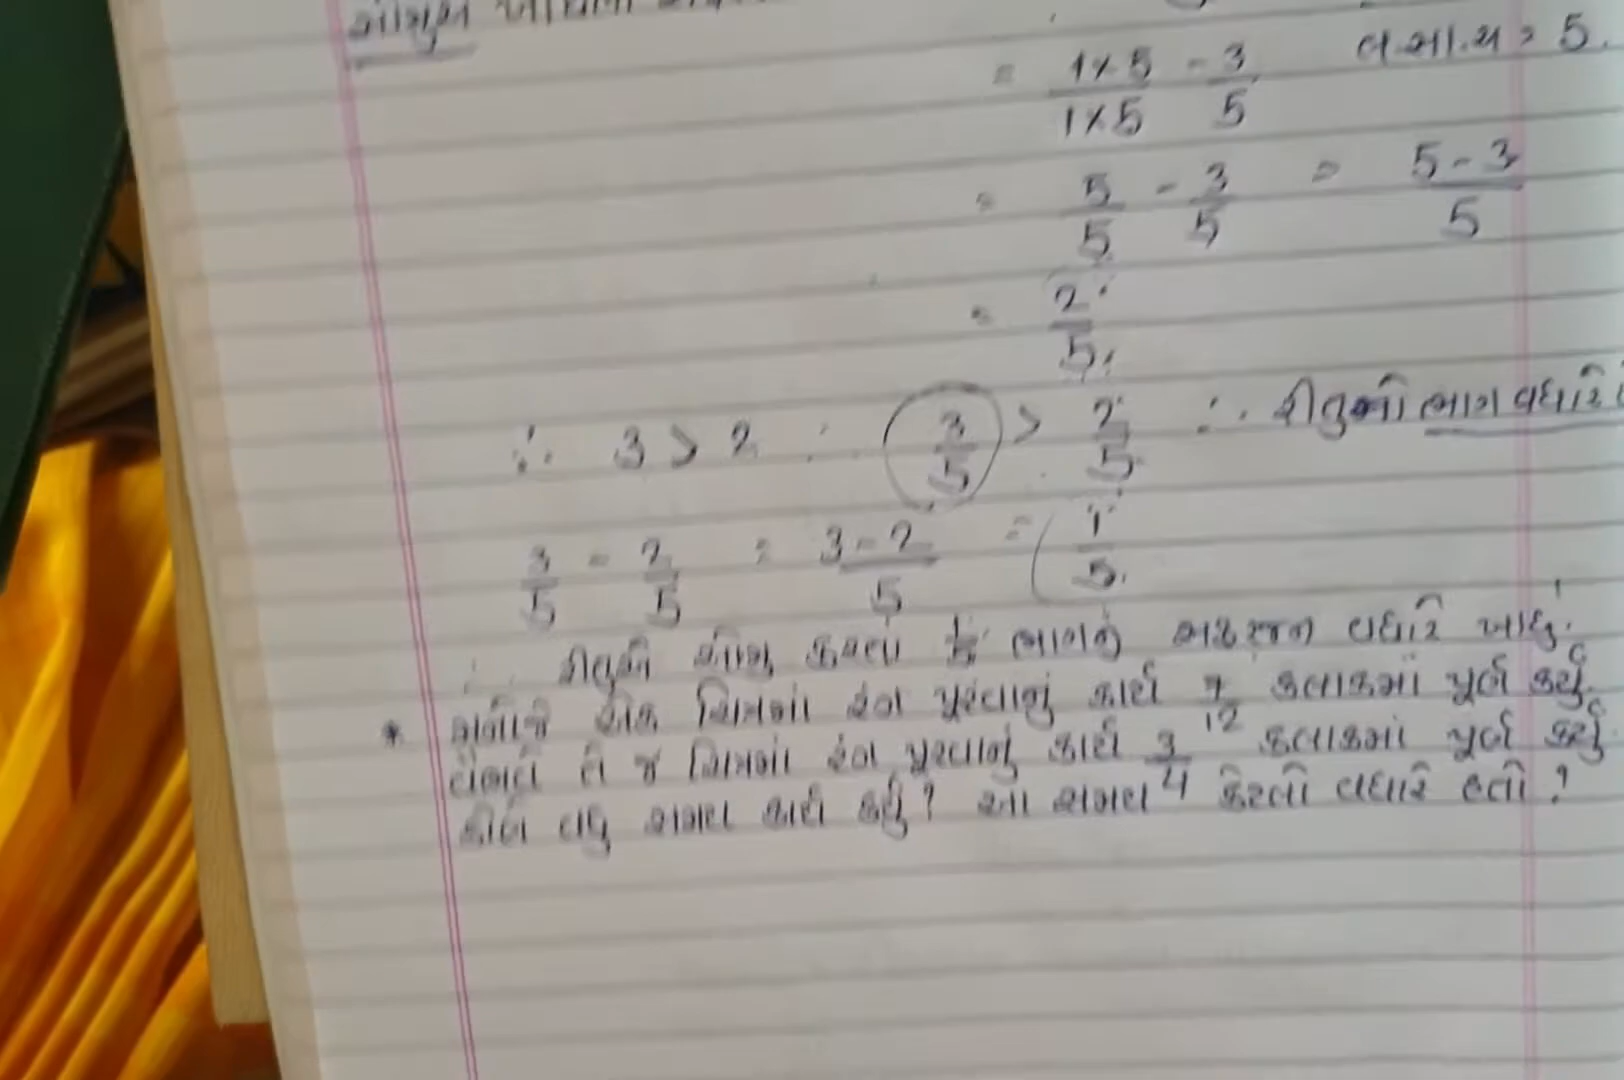 સોમુએ ખાધેલો
= 1×5/1×5 - 3/5 લ.સા.અ = 5.
= 5/5 - 3/5 = 5-3/5
= 2/5.
∴ 3 > 2 ∴ 3/5 > 2/5 ∴ રીતુનો ભાગ વધારે
3/5 - 2/5 = 3-2/5 = 1/5.
∴ રીતુએ સોમુ કરતાં 1/5 ભાગનું સફરજન વધારે ખાધું.
* મનીજે એક ચિત્રમાં રંગ પૂરવાનું કાર્ય 7/12 કલાકમાં પૂર્ણ કર્યું.
વૈભવે તે જ ચિત્રમાં રંગ પૂરવાનું કાર્ય 3/4 કલાકમાં પૂર્ણ કર્યું.
કોણે વધુ સમય કાર્ય કર્યું? આ સમય કેટલો વધારે હતો?